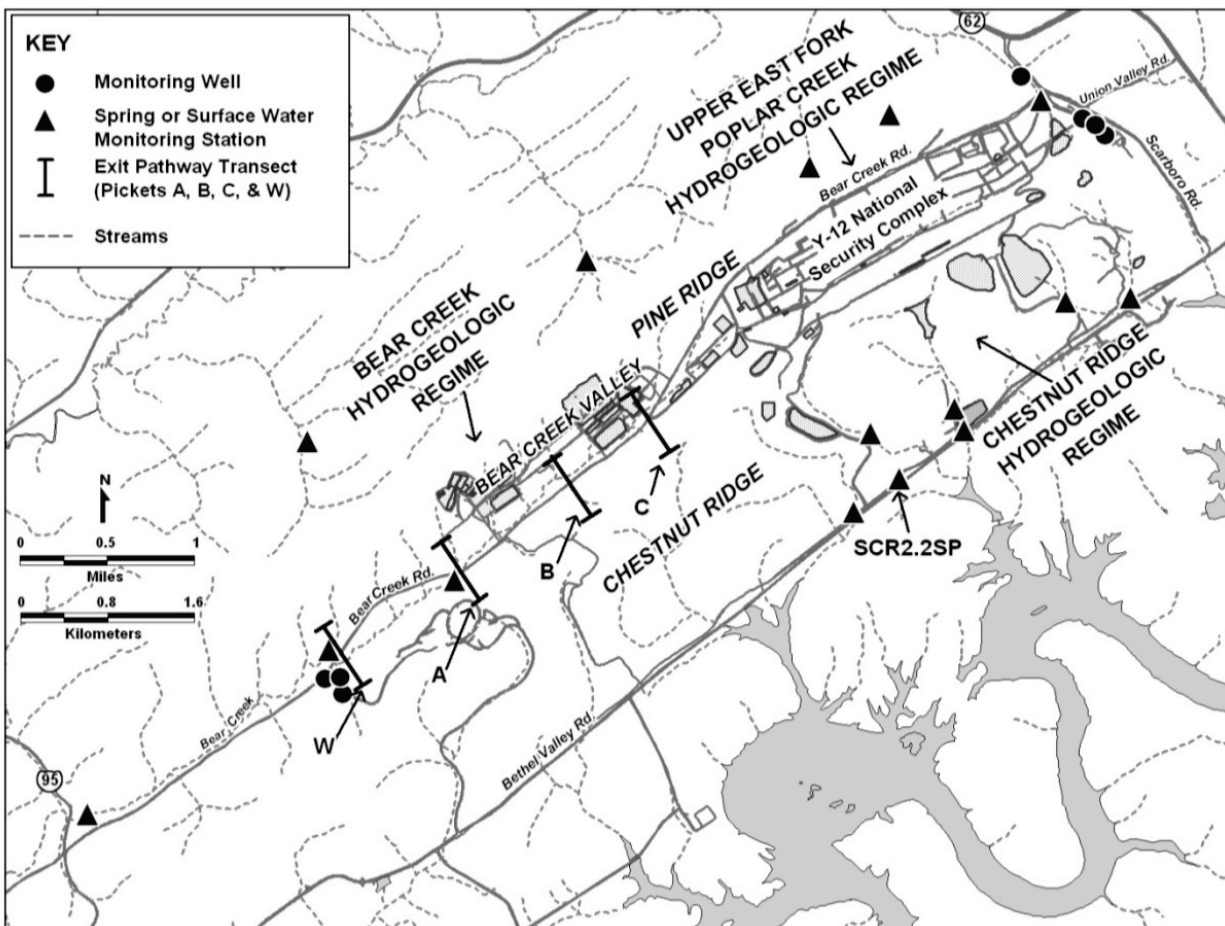 KEY
Monitoring Well
Spring or Surface Water
Monitoring Station
Exit Pathway Transect
(Pickets A, B, C, & W)
Streams
62
UPPER EAST FORK
POPLAR CREEK
HYDROGEOLOGIC REGIME
Union Valley Rd.
Scarboro Rd.
Bear Creek Rd.
Y-12 National
Security Complex
PINE RIDGE
BEAR CREEK
HYDROGEOLOGIC
REGIME
BEAR CREEK VALLEY
CHESTNUT RIDGE
HYDROGEOLOGIC
REGIME
N
0 0.5 1
Miles
0 0.8 1.6
Kilometers
C
B
CHESTNUT RIDGE
SCR2.2SP
Bear Creek Rd.
A
W
Bear Creek
Bethel Valley Rd.
95